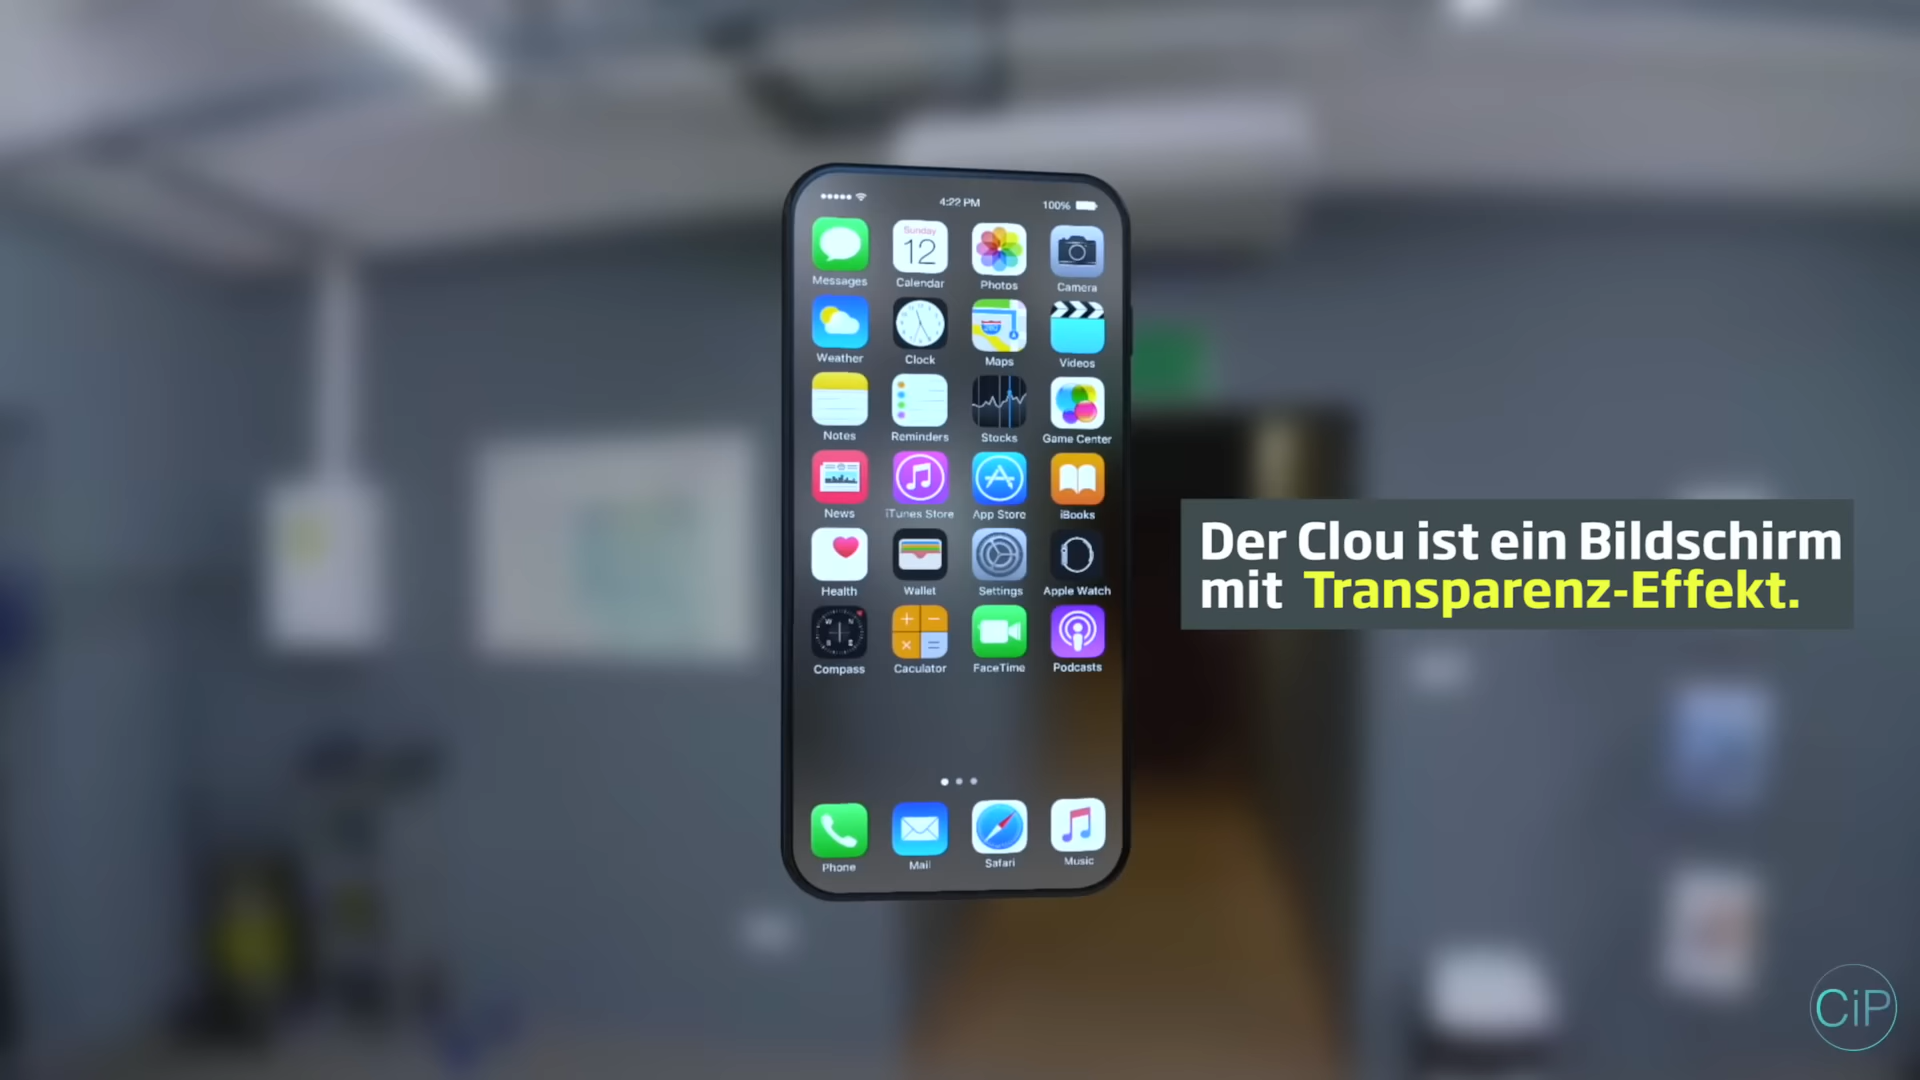 4:22 PM 100%
Sunday
12
Messages Calendar Photos Camera
280
Weather Clock Maps Videos
Notes Reminders Stocks Game Center
News iTunes Store App Store iBooks
Health Wallet Settings Apple Watch
Compass Caculator FaceTime Podcasts
Phone Mail Safari Music
Der Clou ist ein Bildschirm
mit Transparenz-Effekt.
CiP